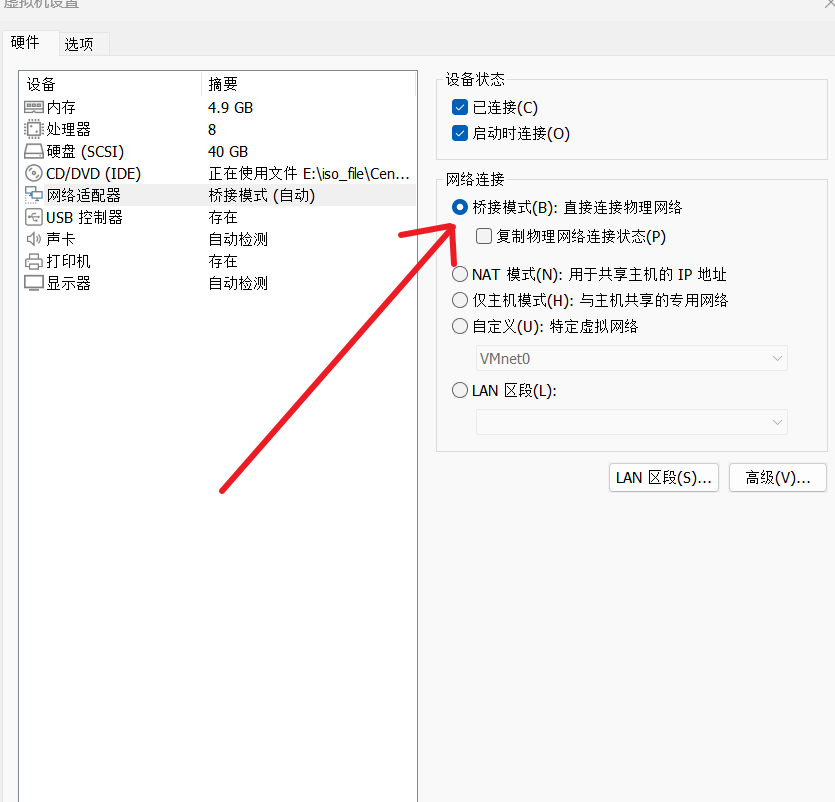 虚拟机设置
硬件 选项
设备 摘要
内存 4.9 GB
处理器 8
硬盘 (SCSI) 40 GB
CD/DVD (IDE) 正在使用文件 E:\iso_file\Cen...
网络适配器 桥接模式 (自动)
USB 控制器 存在
声卡 自动检测
打印机 存在
显示器 自动检测
设备状态
已连接(C)
启动时连接(O)
网络连接
桥接模式(B): 直接连接物理网络
复制物理网络连接状态(P)
NAT 模式(N): 用于共享主机的 IP 地址
仅主机模式(H): 与主机共享的专用网络
自定义(U): 特定虚拟网络
VMnet0
LAN 区段(L):
LAN 区段(S)... 高级(V)...